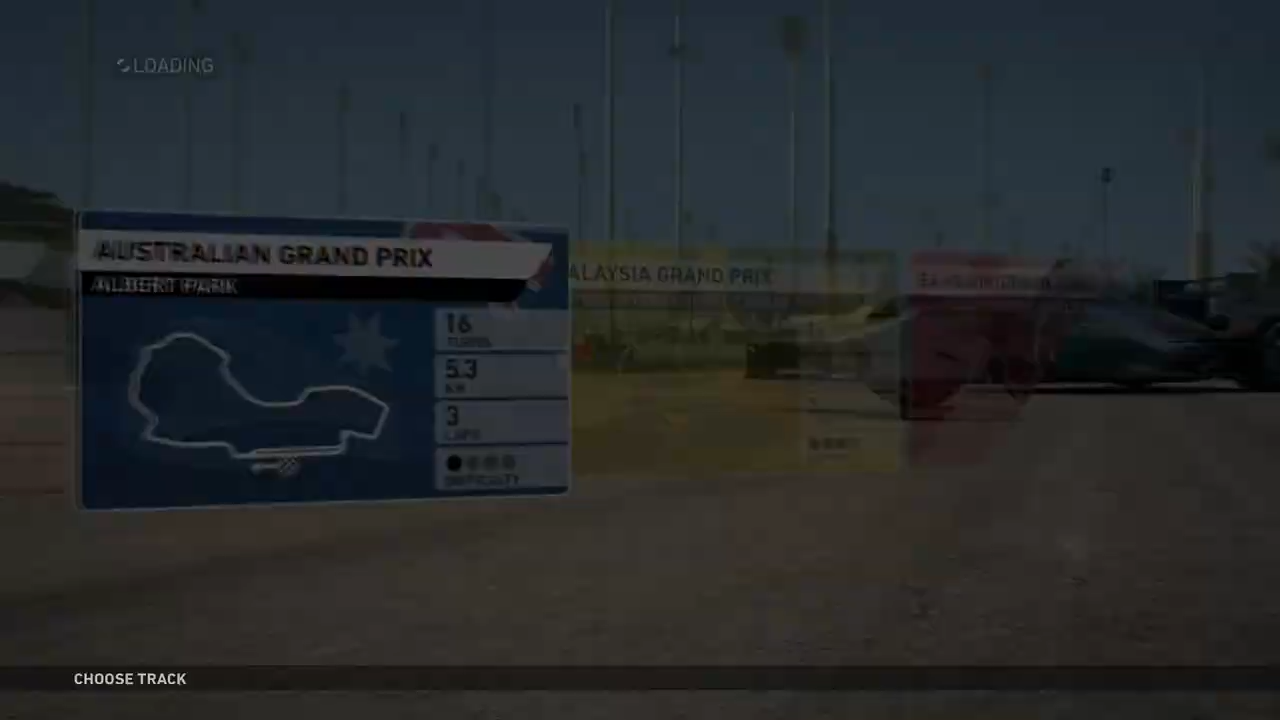 LOADING
AUSTRALIAN GRAND PRIX
ALBERT PARK
16
TURNS
5.3
KM
3
LAPS
DIFFICULTY
ALAYSIA GRAND PRIX
CHOOSE TRACK